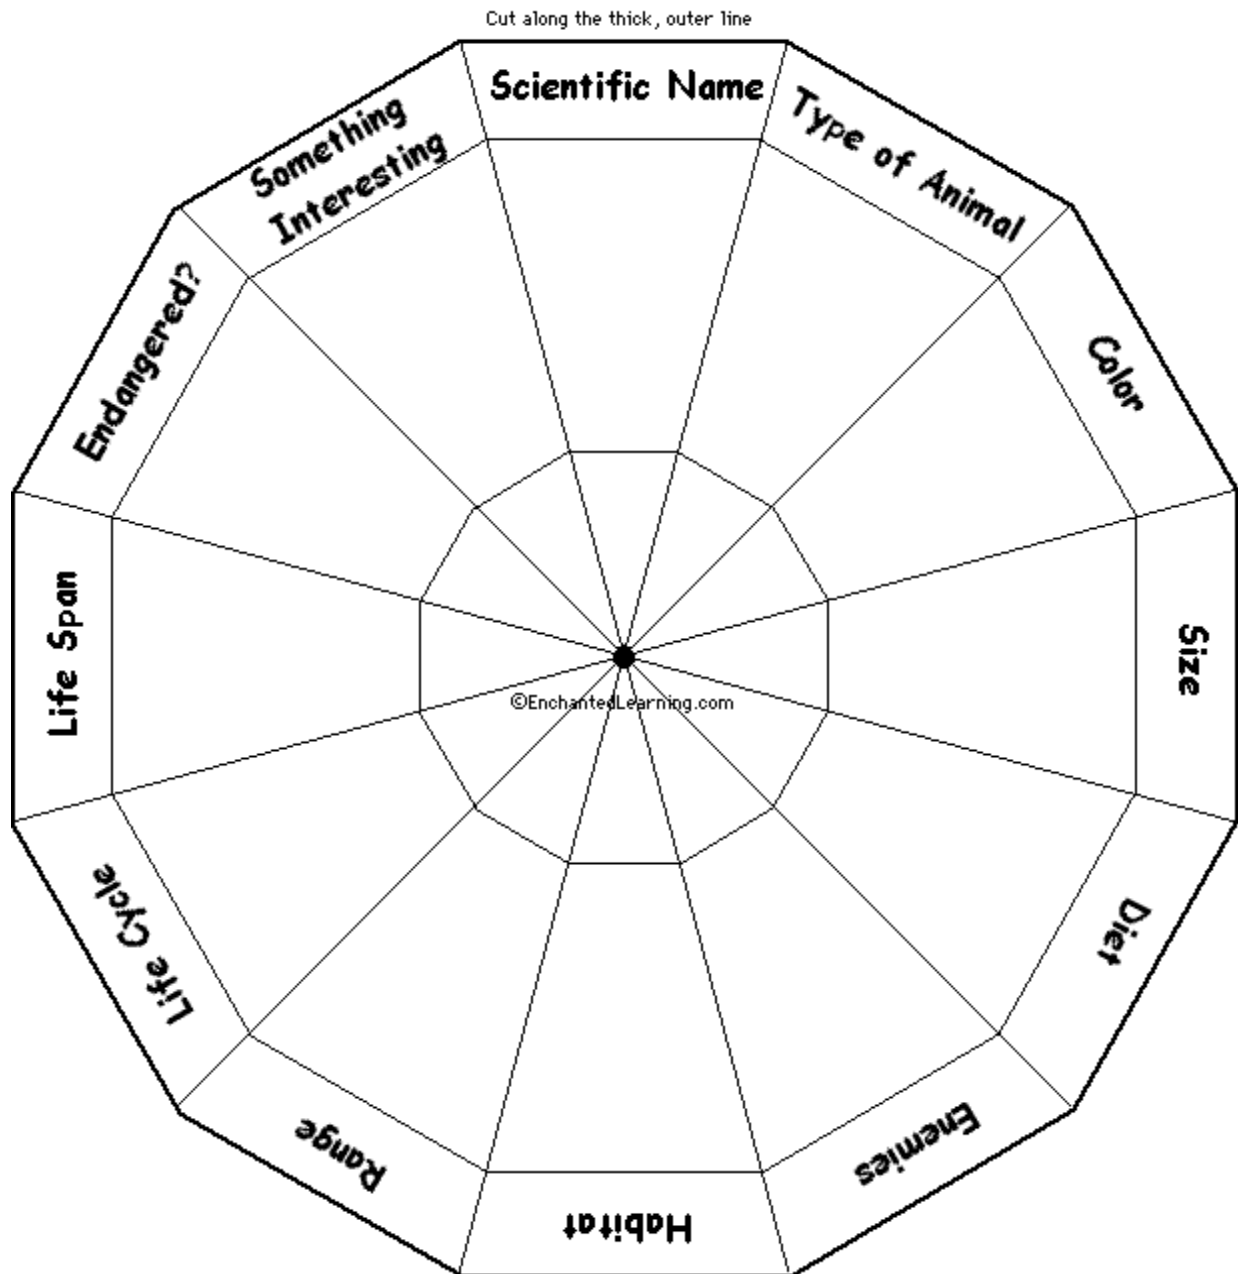 Cut along the thick, outer line
Scientific Name
Type of Animal
Color
Size
Diet
Enemies
Habitat
Range
Life Cycle
Life Span
Endangered?
Something
Interesting
©EnchantedLearning.com